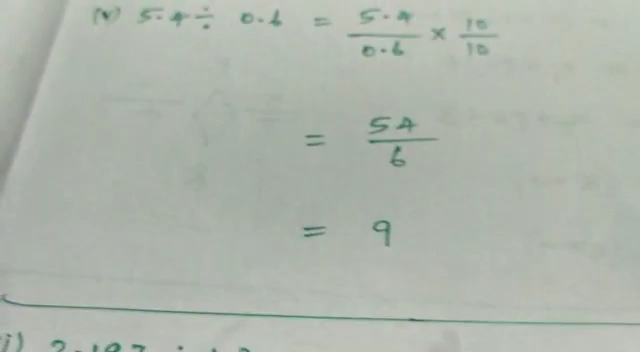 (v) 5.4 ÷ 0.6 = 5.4/0.6 × 10/10
= 54/6
= 9